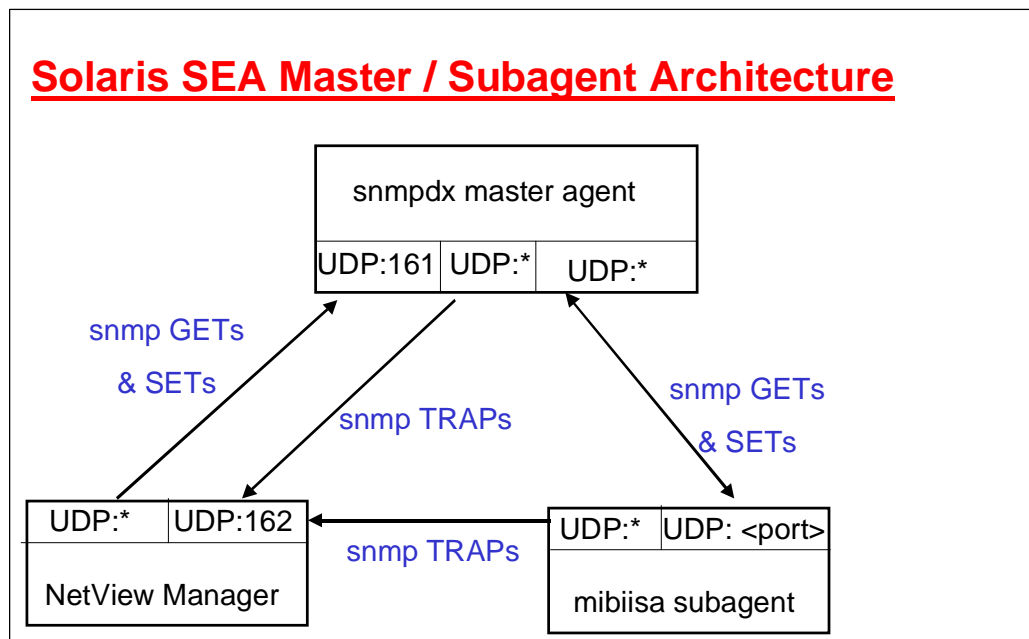 Solaris SEA Master / Subagent Architecture
snmpdx master agent
UDP:161 UDP:* UDP:*
snmp GETs
& SETs
snmp TRAPs
snmp GETs
& SETs
UDP:* UDP:162
NetView Manager
snmp TRAPs
UDP:* UDP: <port>
mibiisa subagent